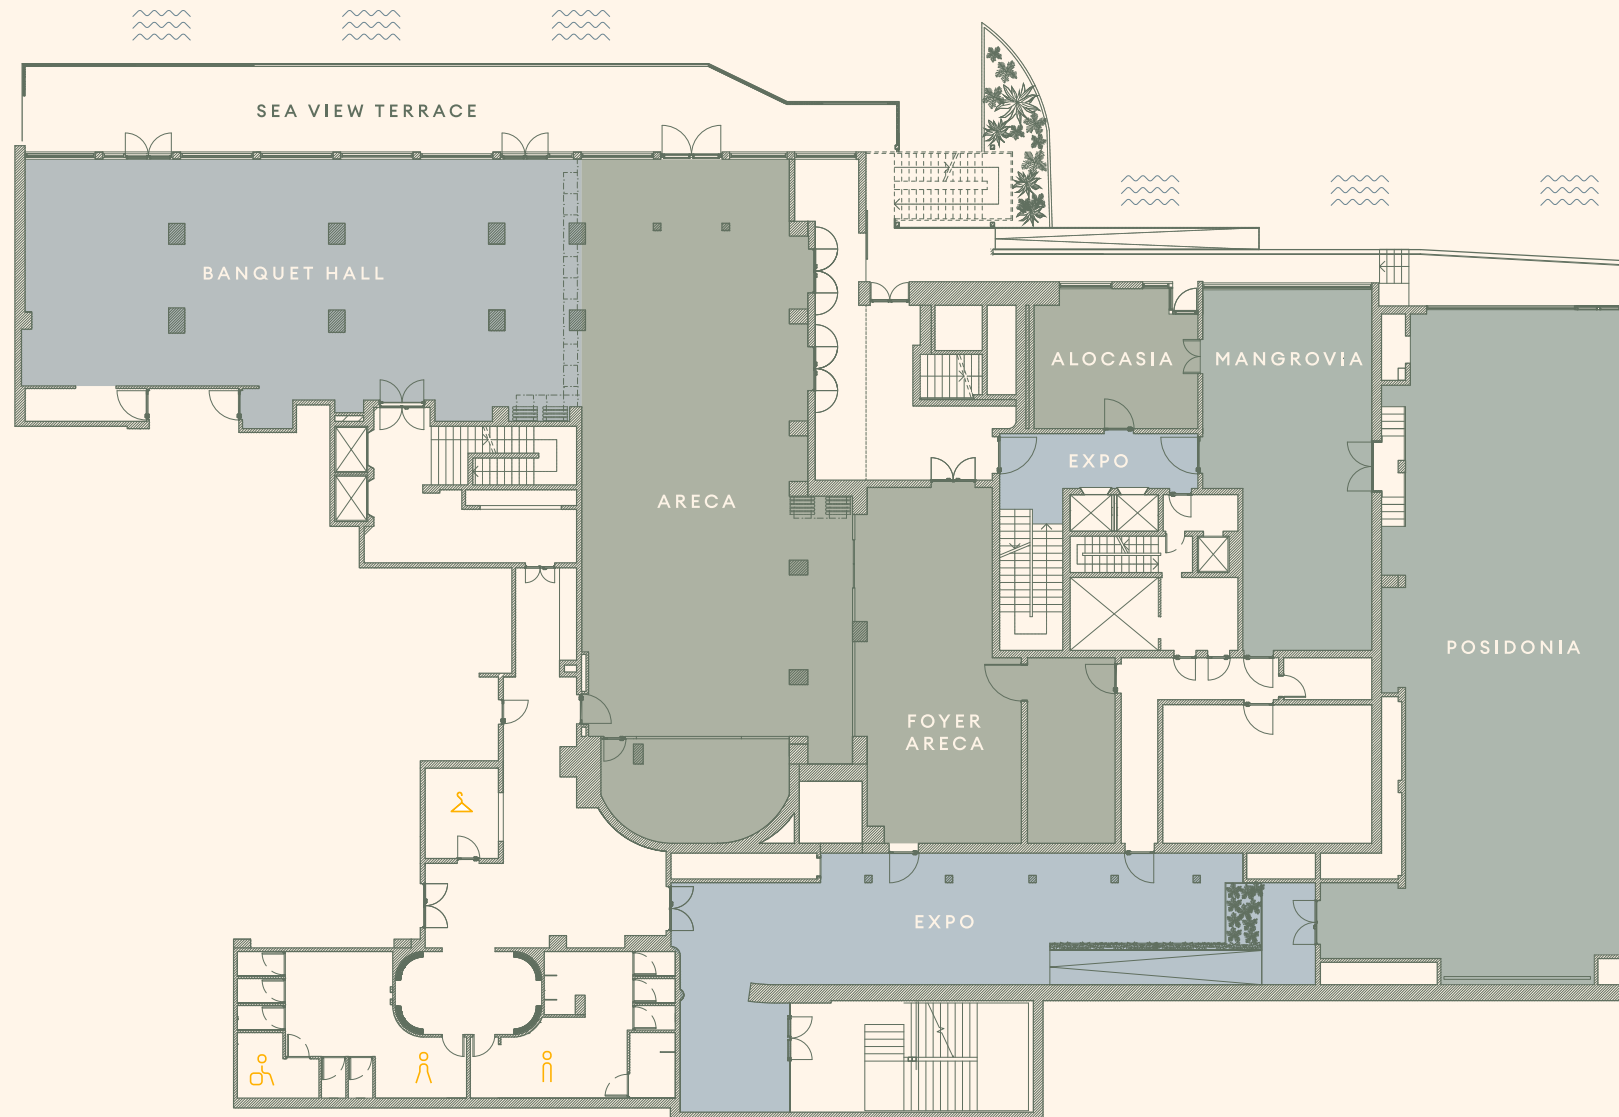 SEA VIEW TERRACE
BANQUET HALL
ALOCASIA
MANGROVIA
EXPO
ARECA
POSIDONIA
FOYER
ARECA
EXPO